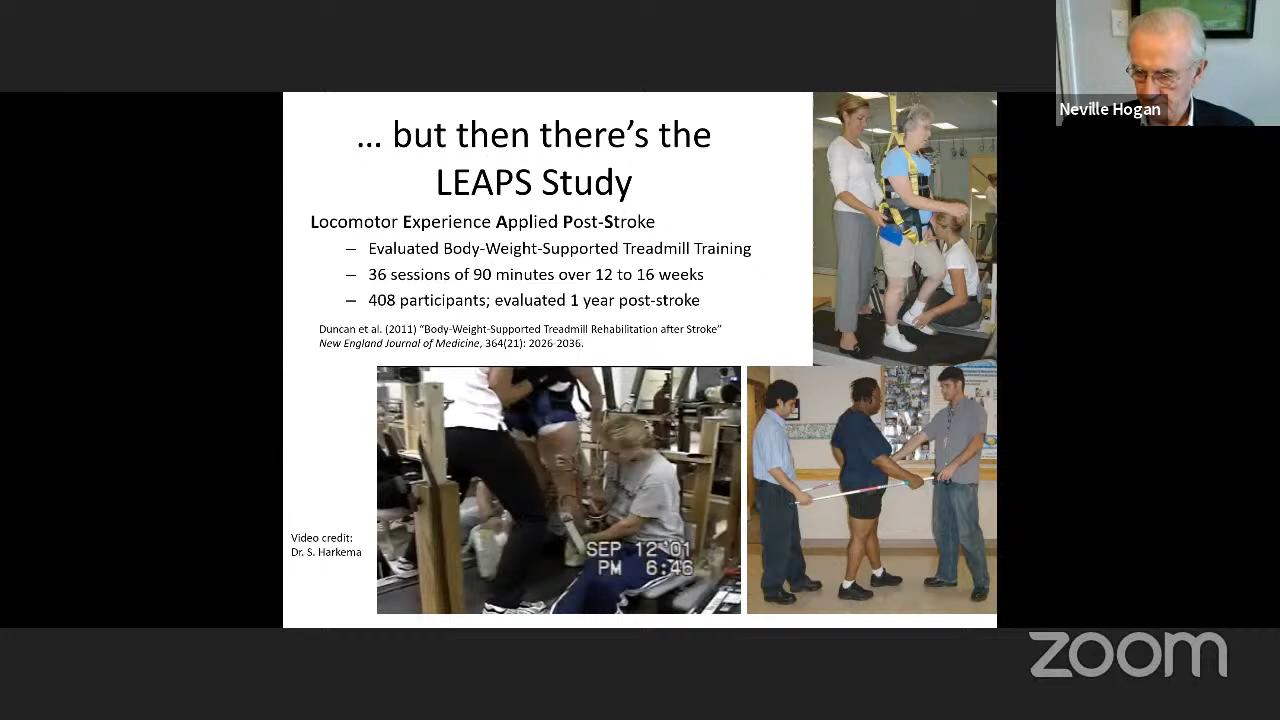 Neville Hogan
… but then there’s the
LEAPS Study
Locomotor Experience Applied Post-Stroke
– Evaluated Body-Weight-Supported Treadmill Training
– 36 sessions of 90 minutes over 12 to 16 weeks
– 408 participants; evaluated 1 year post-stroke
Duncan et al. (2011) “Body-Weight-Supported Treadmill Rehabilitation after Stroke”
New England Journal of Medicine, 364(21): 2026-2036.
Video credit:
Dr. S. Harkema
SEP 12 '01
PM 6:46
zoom